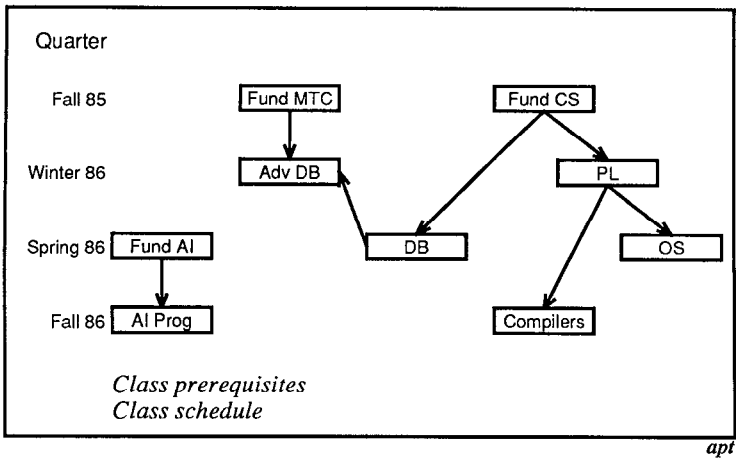 Quarter
Fall 85
Fund MTC
Fund CS
Winter 86
Adv DB
PL
Spring 86
Fund AI
DB
OS
Fall 86
AI Prog
Compilers
Class prerequisites
Class schedule
apt